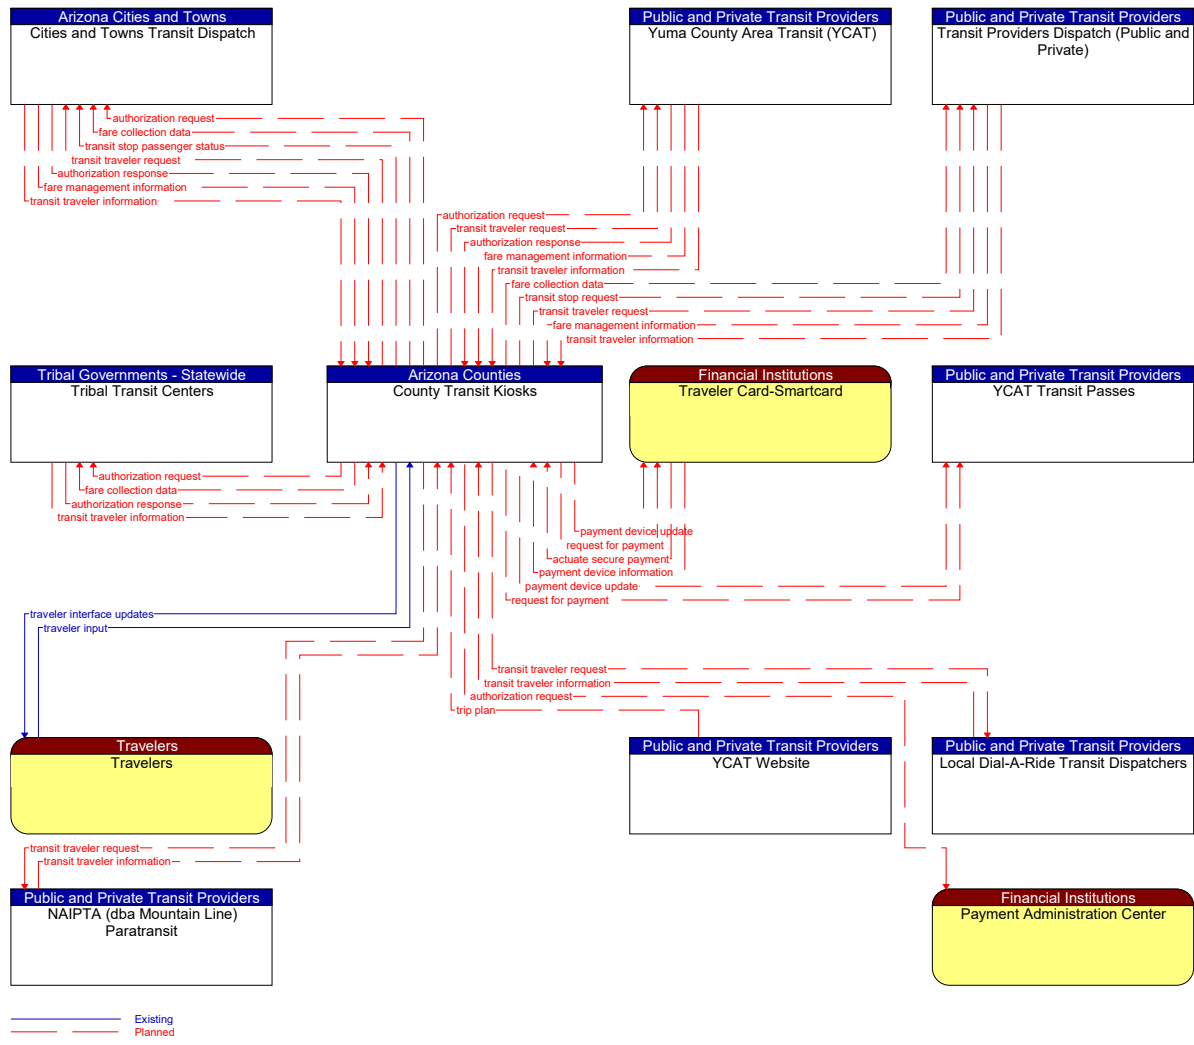 Arizona Cities and Towns
Cities and Towns Transit Dispatch
Public and Private Transit Providers
Yuma County Area Transit (YCAT)
Public and Private Transit Providers
Transit Providers Dispatch (Public and
Private)
authorization request
fare collection data
transit stop passenger status
transit traveler request
authorization response
fare management information
transit traveler information
authorization request
transit traveler request
authorization response
fare management information
transit traveler information
fare collection data
transit stop request
transit traveler request
fare management information
transit traveler information
Tribal Governments - Statewide
Tribal Transit Centers
Arizona Counties
County Transit Kiosks
Financial Institutions
Traveler Card-Smartcard
Public and Private Transit Providers
YCAT Transit Passes
authorization request
fare collection data
authorization response
transit traveler information
payment device update
request for payment
actuate secure payment
payment device information
payment device update
request for payment
traveler interface updates
traveler input
transit traveler request
transit traveler information
authorization request
trip plan
Travelers
Travelers
Public and Private Transit Providers
YCAT Website
Public and Private Transit Providers
Local Dial-A-Ride Transit Dispatchers
transit traveler request
transit traveler information
Public and Private Transit Providers
NAIPTA (dba Mountain Line)
Paratransit
Financial Institutions
Payment Administration Center
Existing
Planned